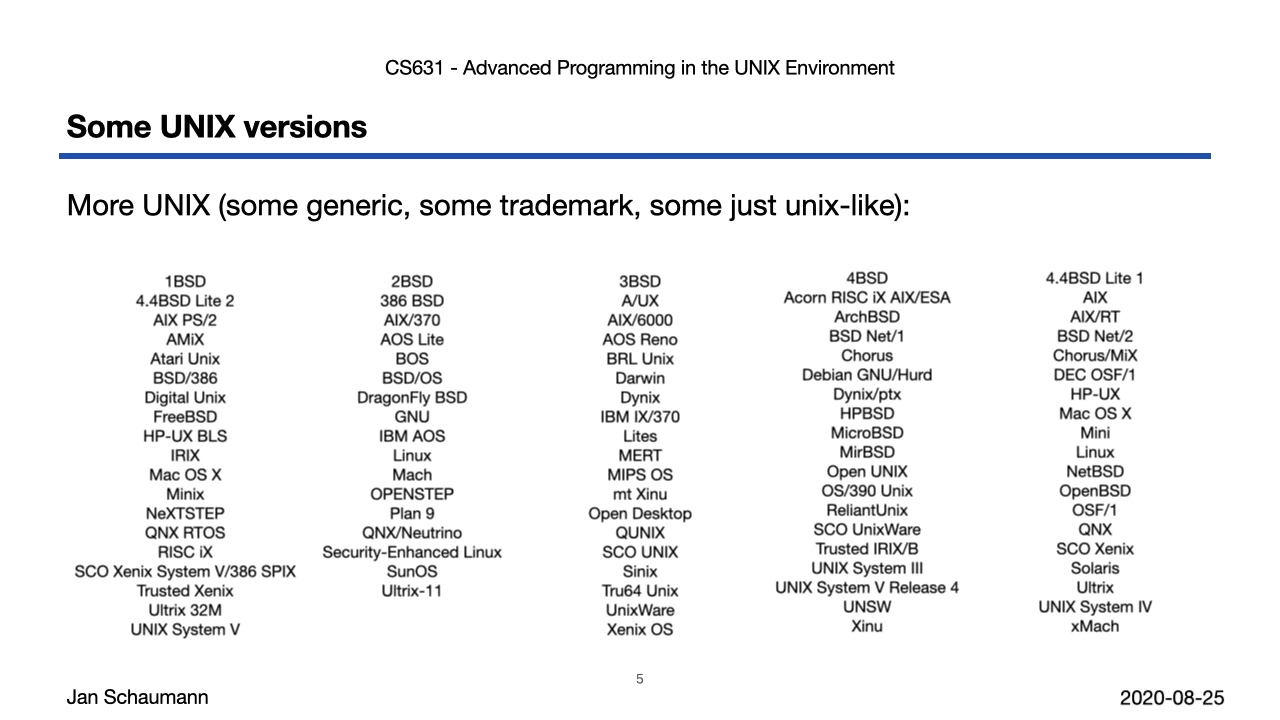 CS631 - Advanced Programming in the UNIX Environment
Some UNIX versions
More UNIX (some generic, some trademark, some just unix-like):
1BSD 2BSD 3BSD 4BSD 4.4BSD Lite 1
4.4BSD Lite 2 386 BSD A/UX Acorn RISC iX AIX/ESA AIX
AIX PS/2 AIX/370 AIX/6000 ArchBSD AIX/RT
AMiX AOS Lite AOS Reno BSD Net/1 BSD Net/2
Atari Unix BOS BRL Unix Chorus Chorus/MiX
BSD/386 BSD/OS Darwin Debian GNU/Hurd DEC OSF/1
Digital Unix DragonFly BSD Dynix Dynix/ptx HP-UX
FreeBSD GNU IBM IX/370 HPBSD Mac OS X
HP-UX BLS IBM AOS Lites MicroBSD Mini
IRIX Linux MERT MirBSD Linux
Mac OS X Mach MIPS OS Open UNIX NetBSD
Minix OPENSTEP mt Xinu OS/390 Unix OpenBSD
NeXTSTEP Plan 9 Open Desktop ReliantUnix OSF/1
QNX RTOS QNX/Neutrino QUNIX SCO UnixWare QNX
RISC iX Security-Enhanced Linux SCO UNIX Trusted IRIX/B SCO Xenix
SCO Xenix System V/386 SPIX SunOS Sinix UNIX System III Solaris
Trusted Xenix Ultrix-11 Tru64 Unix UNIX System V Release 4 Ultrix
Ultrix 32M UnixWare UNSW UNIX System IV
UNIX System V Xenix OS Xinu xMach
5
Jan Schaumann 2020-08-25